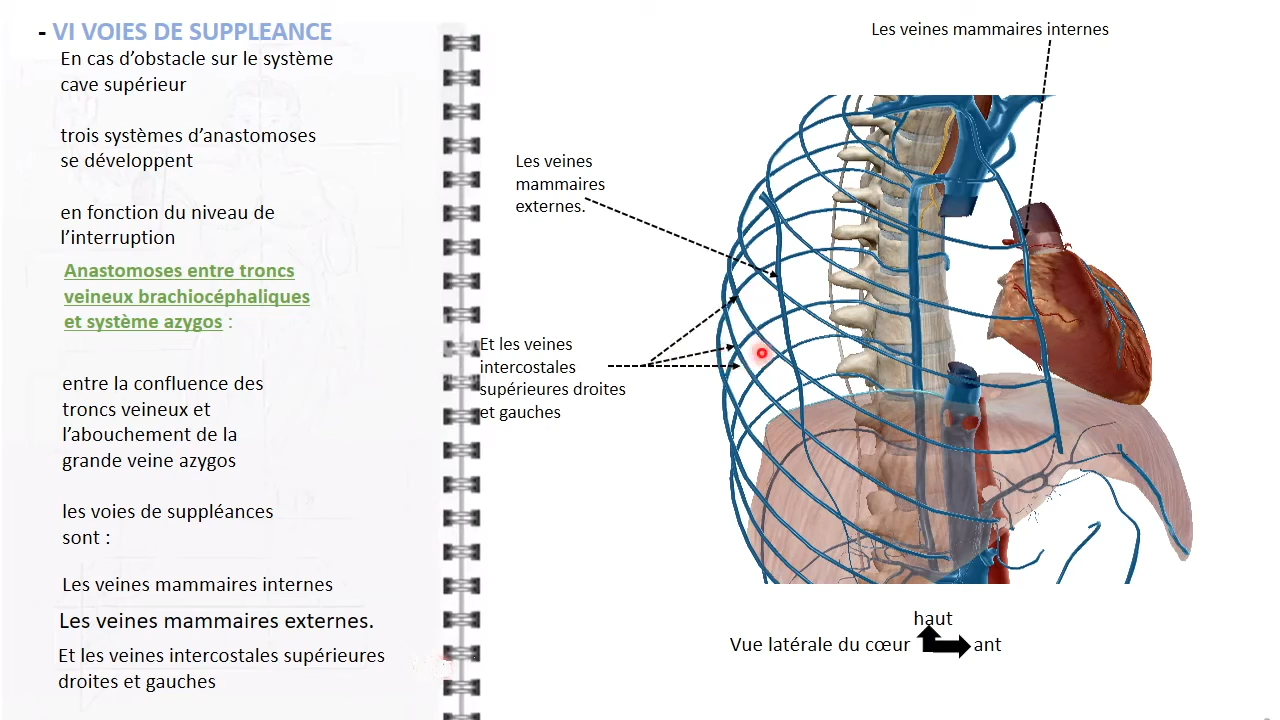 - VI VOIES DE SUPPLEANCE
En cas d’obstacle sur le système
cave supérieur
trois systèmes d’anastomoses
se développent
en fonction du niveau de
l’interruption
Anastomoses entre troncs
veineux brachiocéphaliques
et système azygos :
entre la confluence des
troncs veineux et
l’abouchement de la
grande veine azygos
les voies de suppléances
sont :
Les veines mammaires internes
Les veines mammaires externes.
Et les veines intercostales supérieures
droites et gauches
Les veines mammaires internes
Les veines
mammaires
externes.
Et les veines
intercostales
supérieures droites
et gauches
haut
Vue latérale du cœur
ant